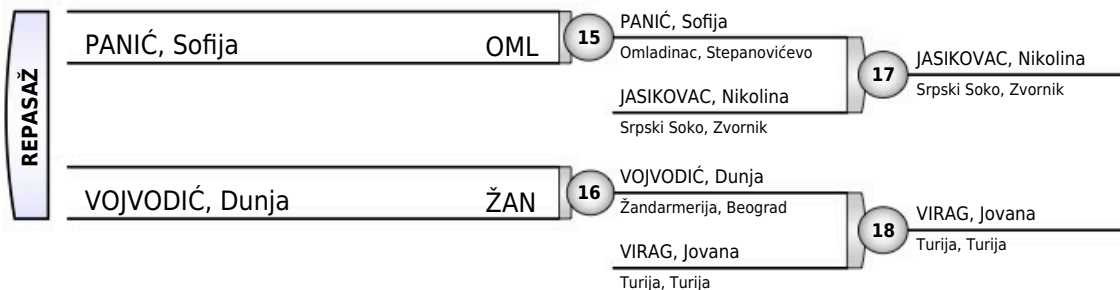 REPASAŽ
PANIĆ, Sofija OML
15
PANIĆ, Sofija
Omladinac, Stepanovićevo
JASIKOVAC, Nikolina
Srpski Soko, Zvornik
17
JASIKOVAC, Nikolina
Srpski Soko, Zvornik
VOJVODIĆ, Dunja ŽAN
16
VOJVODIĆ, Dunja
Žandarmerija, Beograd
VIRAG, Jovana
Turija, Turija
18
VIRAG, Jovana
Turija, Turija